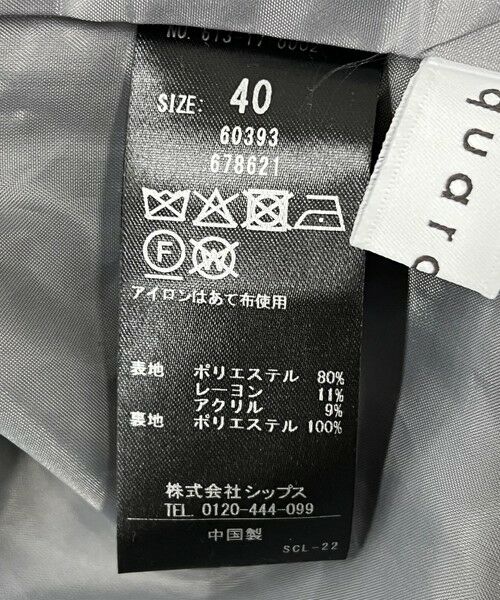 SIZE: 40
60393
678621
F
W
アイロンはあて布使用
表地 ポリエステル 80%
レーヨン 11%
アクリル 9%
裏地 ポリエステル 100%
株式会社シップス
TEL. 0120-444-099
中国製
SCL-22
quar